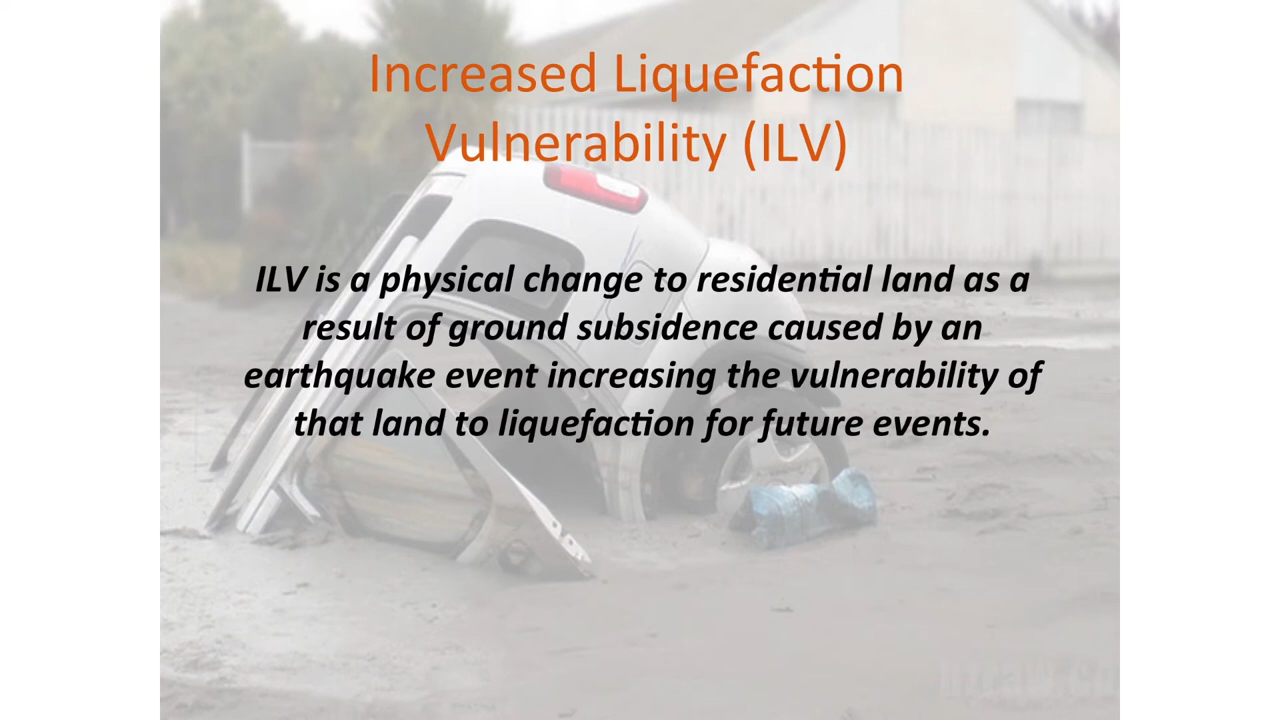 Increased Liquefaction
Vulnerability (ILV)
ILV is a physical change to residential land as a
result of ground subsidence caused by an
earthquake event increasing the vulnerability of
that land to liquefaction for future events.